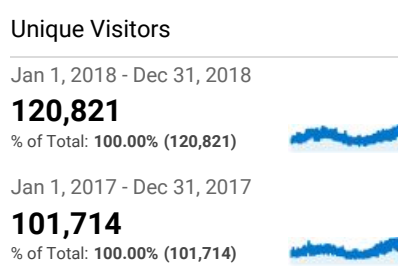 Unique Visitors
Jan 1, 2018 - Dec 31, 2018
120,821
% of Total: 100.00% (120,821)
Jan 1, 2017 - Dec 31, 2017
101,714
% of Total: 100.00% (101,714)